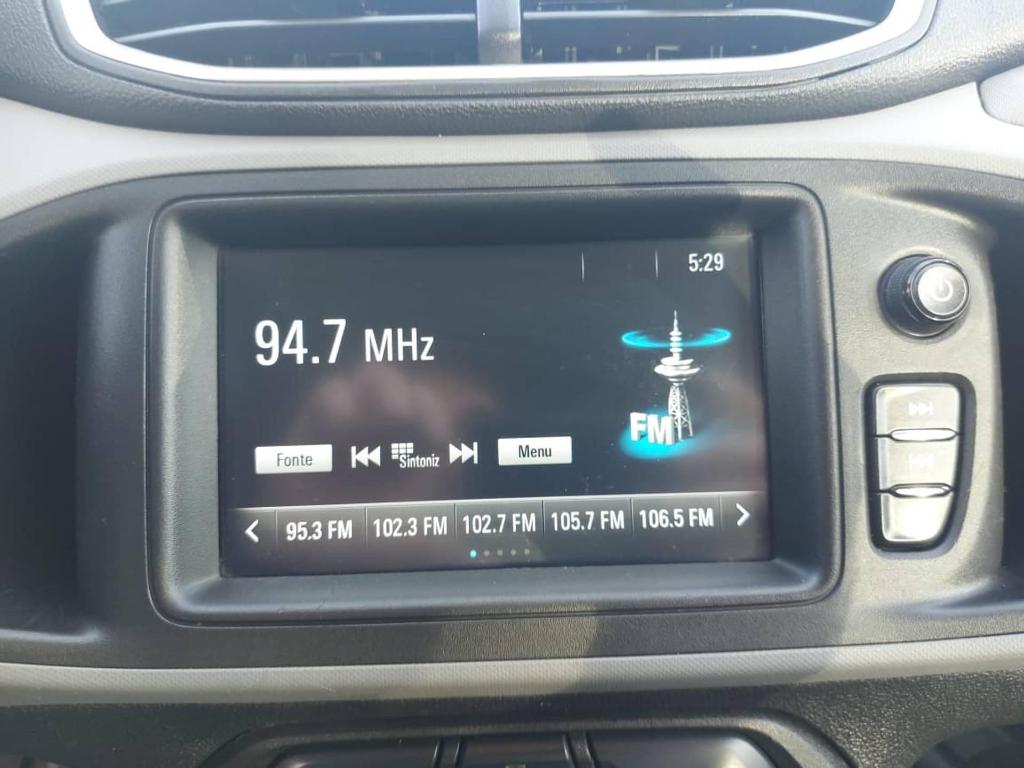 5:29
94.7 MHz
FM
Fonte Sintoniz Menu
95.3 FM 102.3 FM 102.7 FM 105.7 FM 106.5 FM